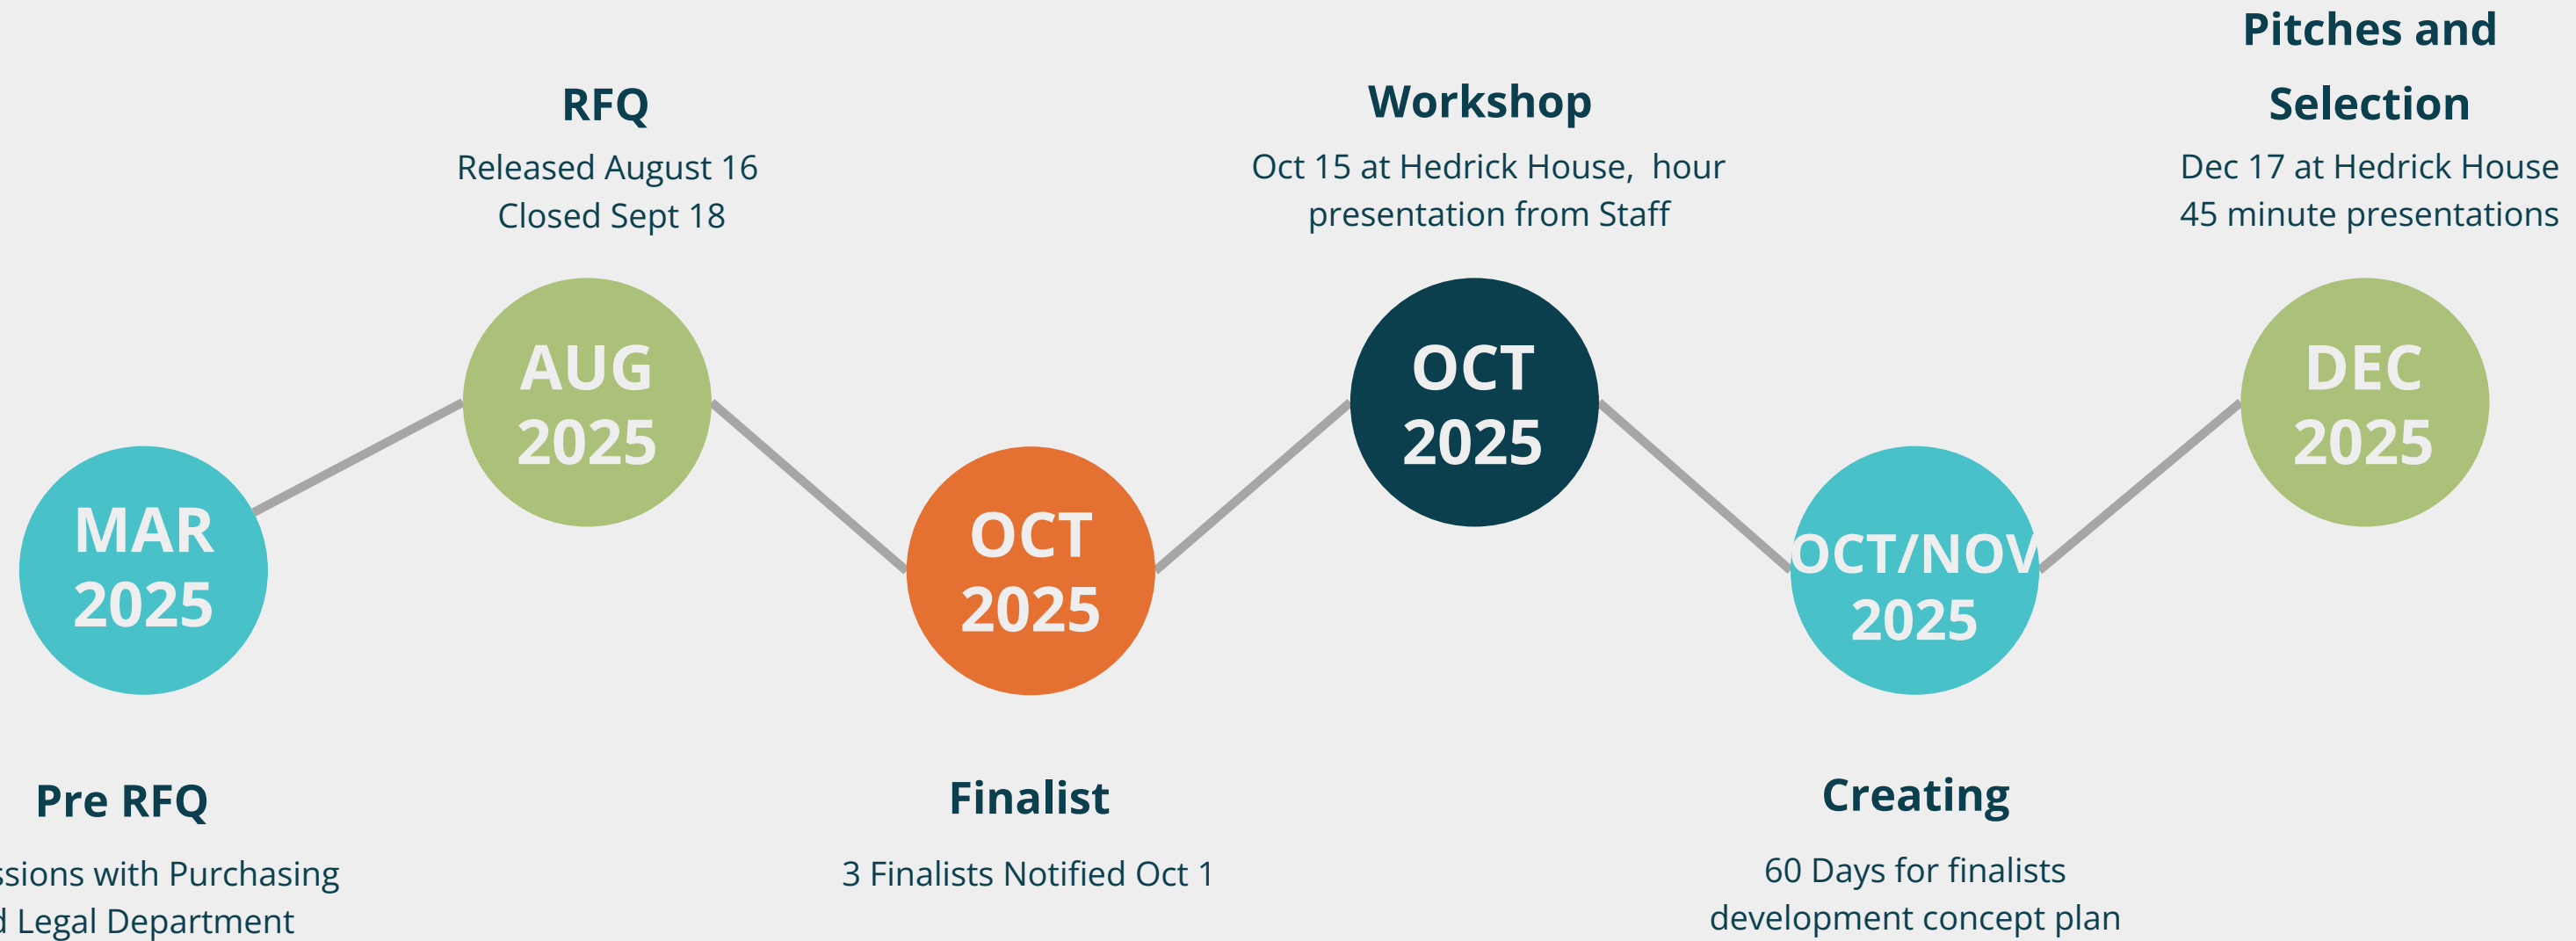 MAR
2025
Pre RFQ
with Purchasing
Legal Department
RFQ
Released August 16
Closed Sept 18
AUG
2025
OCT
2025
Finalist
3 Finalists Notified Oct 1
Workshop
Oct 15 at Hedrick House,  hour
presentation from Staff
OCT
2025
OCT/NOV
2025
Creating
60 Days for finalists
development concept plan
Pitches and
Selection
Dec 17 at Hedrick House
45 minute presentations
DEC
2025